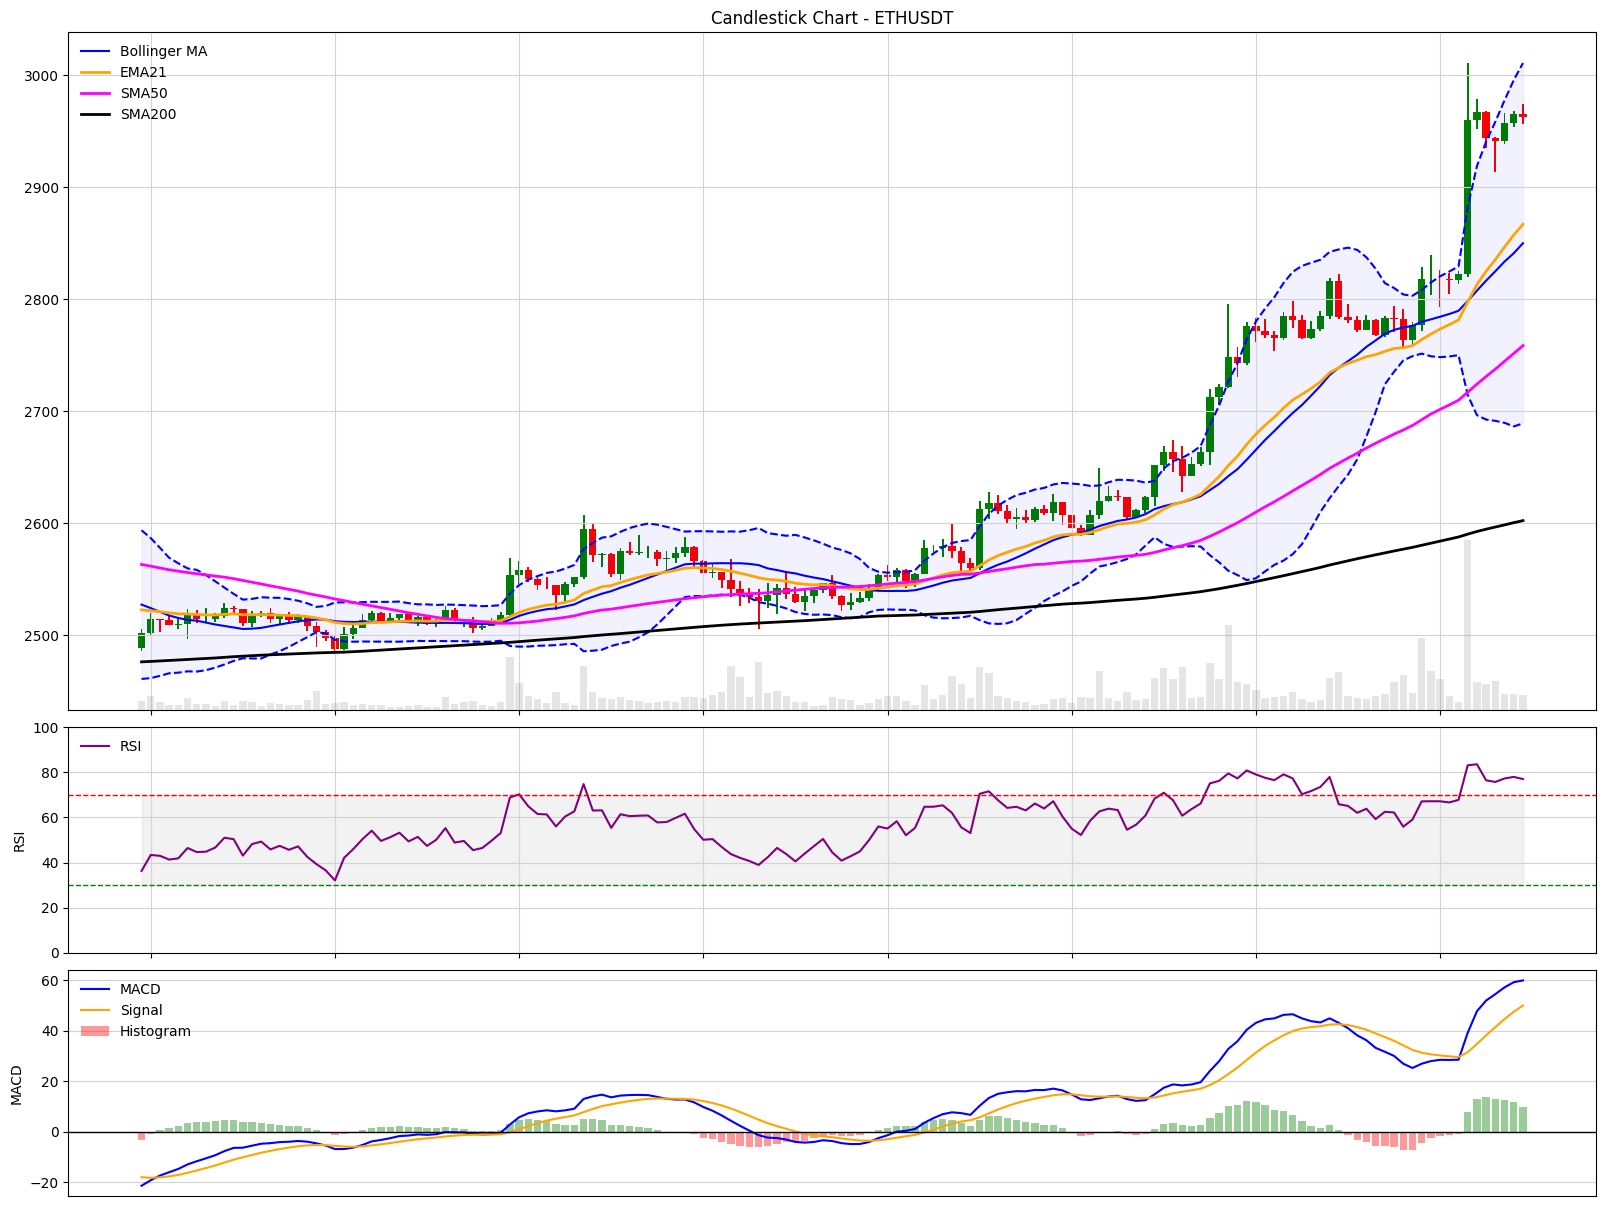 Candlestick Chart - ETHUSDT
Bollinger MA
EMA21
SMA50
SMA200
3000
2900
2800
2700
2600
2500
RSI
100
80
60
40
20
0
RSI
MACD
Signal
Histogram
60
40
20
0
−20
MACD